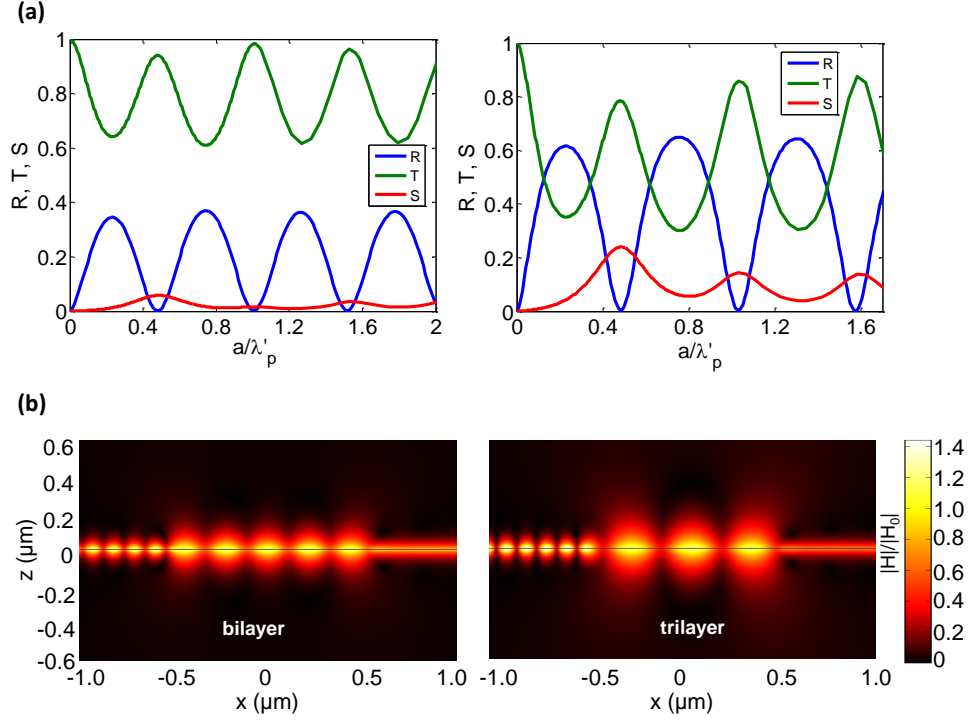 (a)
R, T, S
1
0.8
0.6
0.4
0.2
0
0 0.4 0.8 1.2 1.6 2
a/λ'p
R
T
S
R, T, S
1
0.8
0.6
0.4
0.2
0
0 0.4 0.8 1.2 1.6
a/λ'p
R
T
S
(b)
z (μm)
0.6
0.4
0.2
0
-0.2
-0.4
-0.6
bilayer
-1.0 -0.5 0 0.5 1.0
x (μm)
trilayer
-1.0 -0.5 0 0.5 1.0
x (μm)
|H|/|H0|
1.4
1.2
1.0
0.8
0.6
0.4
0.2
0